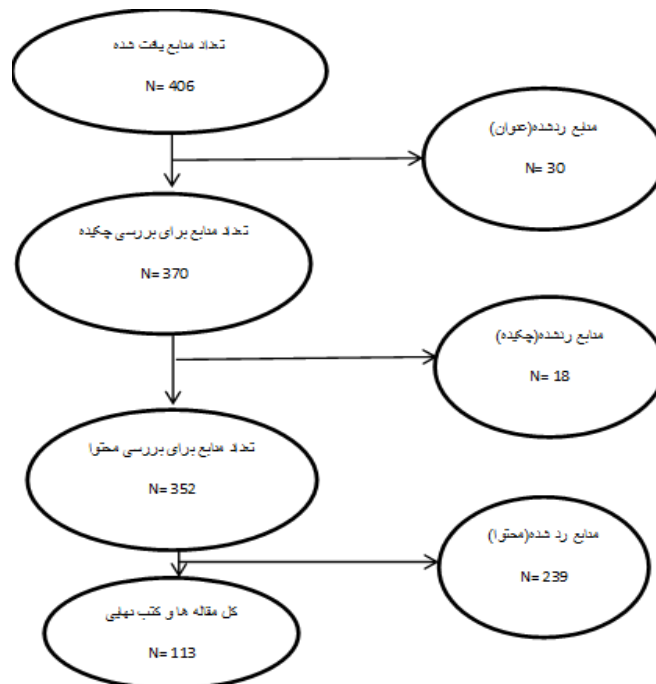 تعداد منابع یافت شده
N= 406
منابع ردشده(عنوان)
N= 30
تعداد منابع برای بررسی چکیده
N= 370
منابع ردشده(چکیده)
N= 18
تعداد منابع برای بررسی محتوا
N= 352
منابع رد شده(محتوا)
N= 239
کل مقاله ها و کتب نهایی
N= 113